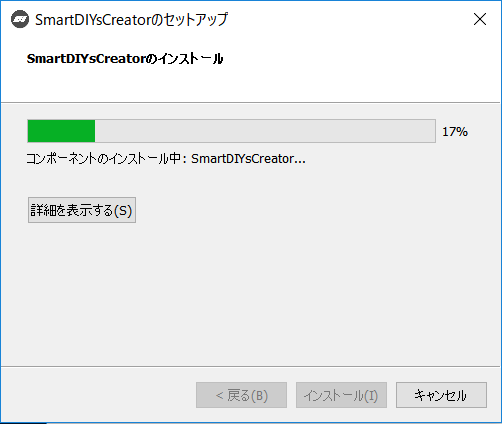 SmartDIYsCreatorのセットアップ
SmartDIYsCreatorのインストール
17%
コンポーネントのインストール中: SmartDIYsCreator...
詳細を表示する(S)
< 戻る(B)
インストール(I)
キャンセル